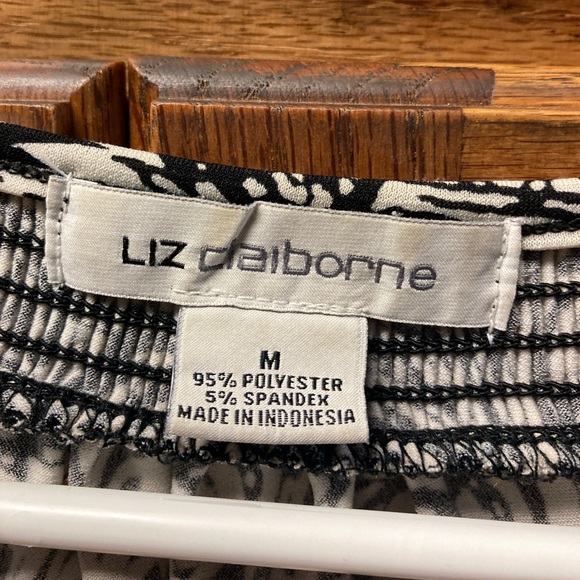 LIZ claiborne
M
95% POLYESTER
5% SPANDEX
MADE IN INDONESIA